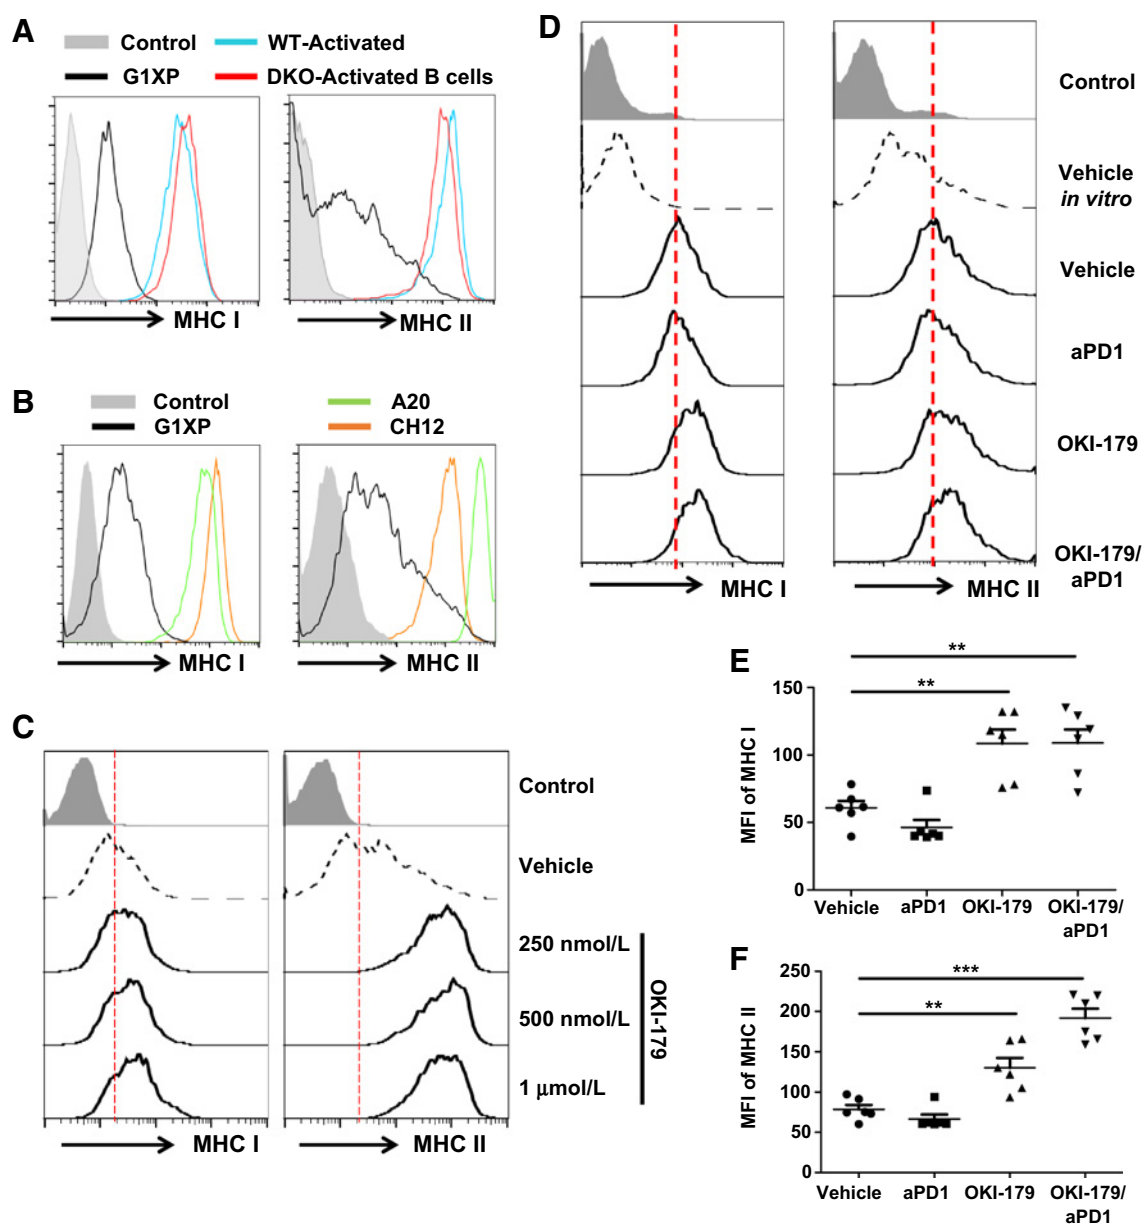 A
Control
WT-Activated
G1XP
DKO-Activated B cells
MHC I
MHC II
B
Control
A20
G1XP
CH12
MHC I
MHC II
C
Control
Vehicle
250 nmol/L
500 nmol/L
1 μmol/L
OKI-179
MHC I
MHC II
D
Control
Vehicle
in vitro
Vehicle
aPD1
OKI-179
OKI-179/
aPD1
MHC I
MHC II
E
**
**
MFI of MHC I
150
100
50
0
Vehicle
aPD1
OKI-179
OKI-179/
aPD1
F
***
**
MFI of MHC II
250
200
150
100
50
0
Vehicle
aPD1
OKI-179
OKI-179/
aPD1